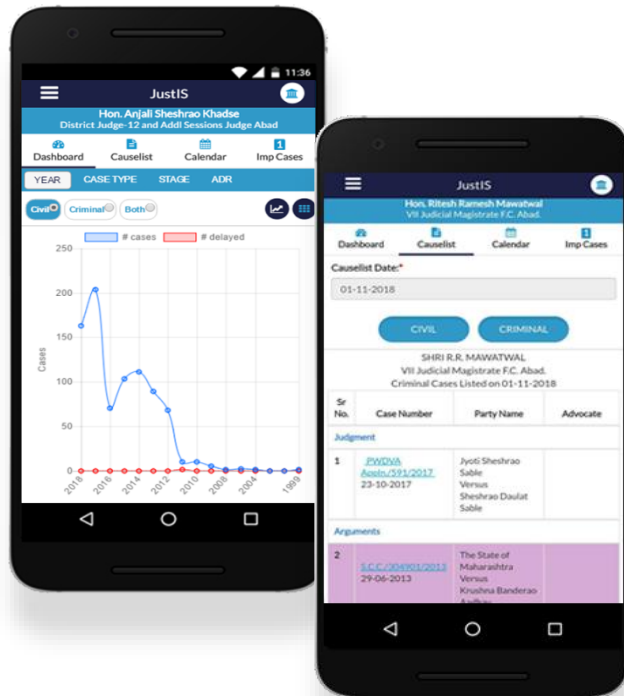 11:36
JustIS
Hon. Anjali Sheshrao Khadse
District Judge-12 and Addl Sessions Judge Abad
Dashboard
Causelist
Calendar
1
Imp Cases
YEAR
CASE TYPE
STAGE
ADR
Civil
Criminal
Both
# cases
# delayed
250
200
150
100
50
0
Cases
2018
2016
2014
2012
2010
2008
2004
1999
JustIS
Hon. Ritesh Ramesh Mawatwal
VII Judicial Magistrate F.C. Abad.
Dashboard
Causelist
Calendar
1
Imp Cases
Causelist Date:*
01-11-2018
CIVIL
CRIMINAL
SHRI R.R. MAWATWAL
VII Judicial Magistrate F.C. Abad.
Criminal Cases Listed on 01-11-2018
Sr
No.
Case Number
Party Name
Advocate
Judgment
1
PWDVA
Appln./591/2017
23-10-2017
Jyoti Sheshrao
Sable
Versus
Sheshrao Daulat
Sable
Arguments
2
S.C.C./304901/2013
29-06-2013
The State of
Maharashtra
Versus
Krushna Banderao